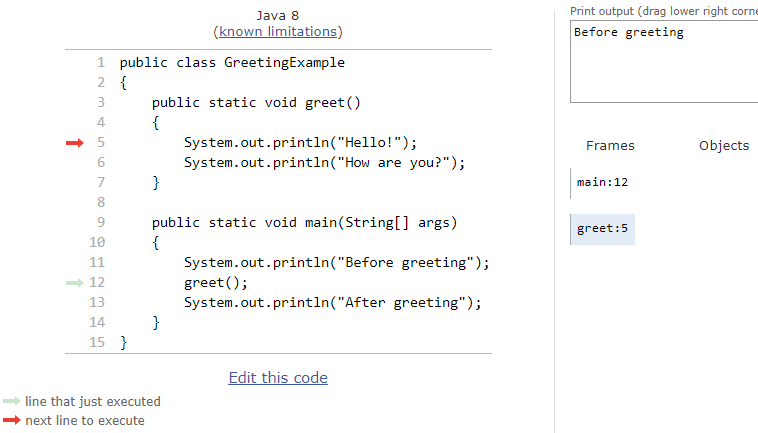 Java 8
(known limitations)
1 public class GreetingExample
2 {
3     public static void greet()
4     {
5         System.out.println("Hello!");
6         System.out.println("How are you?");
7     }
8
9     public static void main(String[] args)
10     {
11         System.out.println("Before greeting");
12         greet();
13         System.out.println("After greeting");
14     }
15 }
Edit this code
line that just executed
next line to execute
Print output (drag lower right corne
Before greeting
Frames Objects
main:12
greet:5